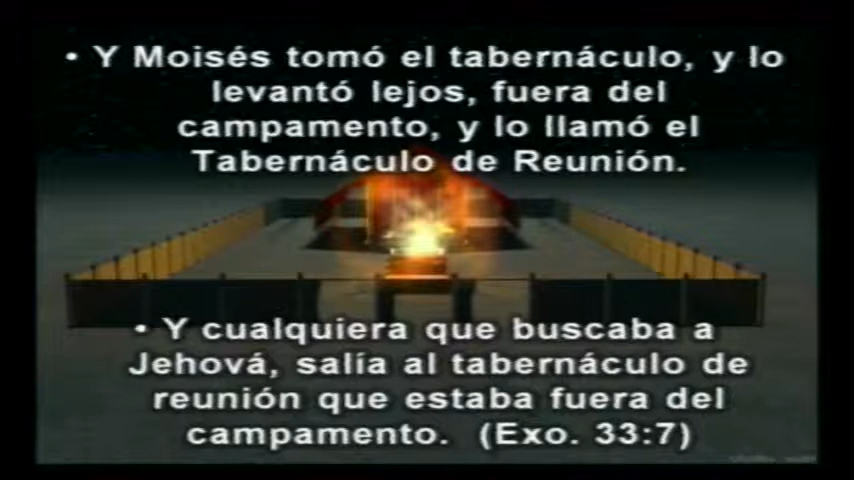 • Y Moisés tomó el tabernáculo, y lo
levantó lejos, fuera del
campamento, y lo llamó el
Tabernáculo de Reunión.
• Y cualquiera que buscaba a
Jehová, salía al tabernáculo de
reunión que estaba fuera del
campamento. (Exo. 33:7)